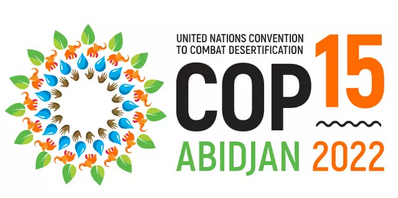 UNITED NATIONS CONVENTION
TO COMBAT DESERTIFICATION
COP 15
ABIDJAN 2022